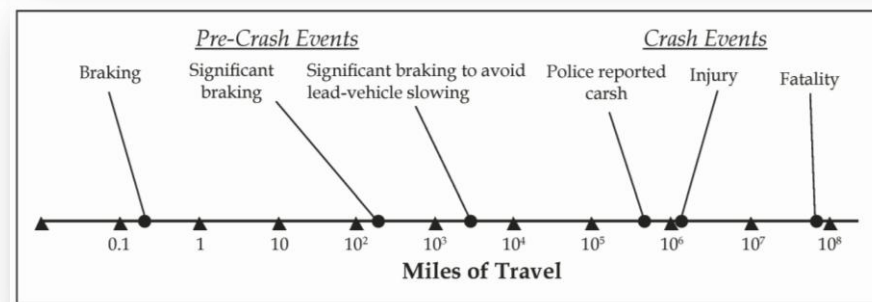 Pre-Crash Events
Crash Events
Braking
Significant
braking
Significant braking to avoid
lead-vehicle slowing
Police reported
carsh
Injury
Fatality
0.1 1 10 10² 10³ 10⁴ 10⁵ 10⁶ 10⁷ 10⁸
Miles of Travel